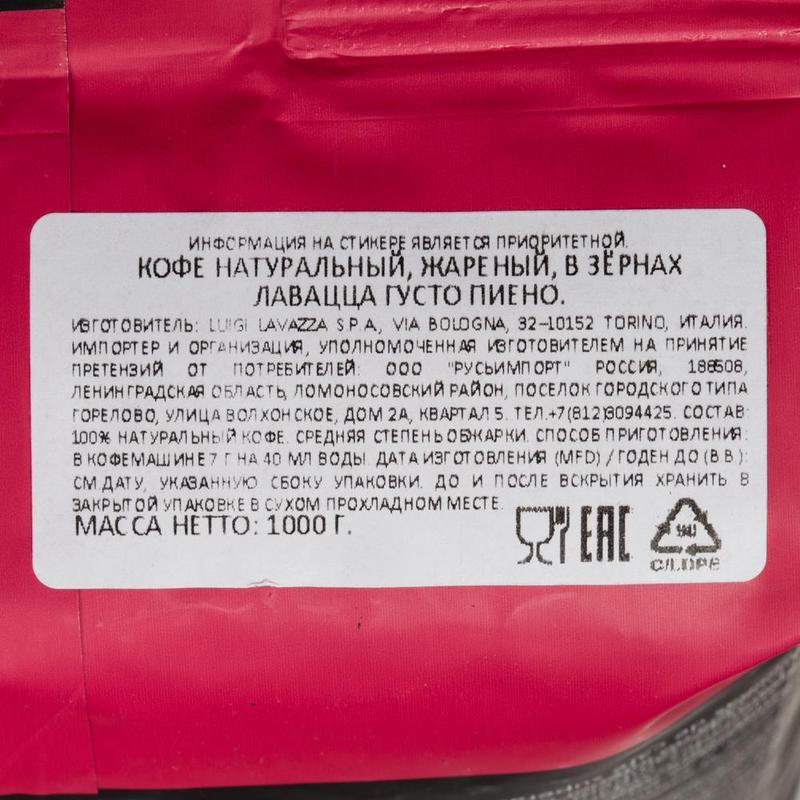 ИНФОРМАЦИЯ НА СТИКЕРЕ ЯВЛЯЕТСЯ ПРИОРИТЕТНОЙ.
КОФЕ НАТУРАЛЬНЫЙ, ЖАРЕНЫЙ, В ЗЁРНАХ
ЛАВАЦЦА ГУСТО ПИЕНО.
ИЗГОТОВИТЕЛЬ: LUIGI LAVAZZA S.P.A, VIA BOLOGNA, 32-10152 TORINO, ИТАЛИЯ.
ИМПОРТЕР И ОРГАНИЗАЦИЯ, УПОЛНОМОЧЕННАЯ ИЗГОТОВИТЕЛЕМ НА ПРИНЯТИЕ
ПРЕТЕНЗИЙ ОТ ПОТРЕБИТЕЛЕЙ: ООО "РУСЬИМПОРТ" РОССИЯ, 188508,
ЛЕНИНГРАДСКАЯ ОБЛАСТЬ, ЛОМОНОСОВСКИЙ РАЙОН, ПОСЕЛОК ГОРОДСКОГО ТИПА
ГОРЕЛОВО, УЛИЦА ВОЛХОНСКОЕ, ДОМ 2А, КВАРТАЛ 5. ТЕЛ.+7(812)3094425. СОСТАВ:
100% НАТУРАЛЬНЫЙ КОФЕ. СРЕДНЯЯ СТЕПЕНЬ ОБЖАРКИ. СПОСОБ ПРИГОТОВЛЕНИЯ:
В КОФЕМАШИНЕ 7 Г НА 40 МЛ ВОДЫ. ДАТА ИЗГОТОВЛЕНИЯ (MFD) / ГОДЕН ДО (B.B.):
СМ.ДАТУ, УКАЗАННУЮ СБОКУ УПАКОВКИ. ДО И ПОСЛЕ ВСКРЫТИЯ ХРАНИТЬ В
ЗАКРЫТОЙ УПАКОВКЕ В СУХОМ ПРОХЛАДНОМ МЕСТЕ.
МАССА НЕТТО: 1000 Г.
EAC
90
C/LDPE